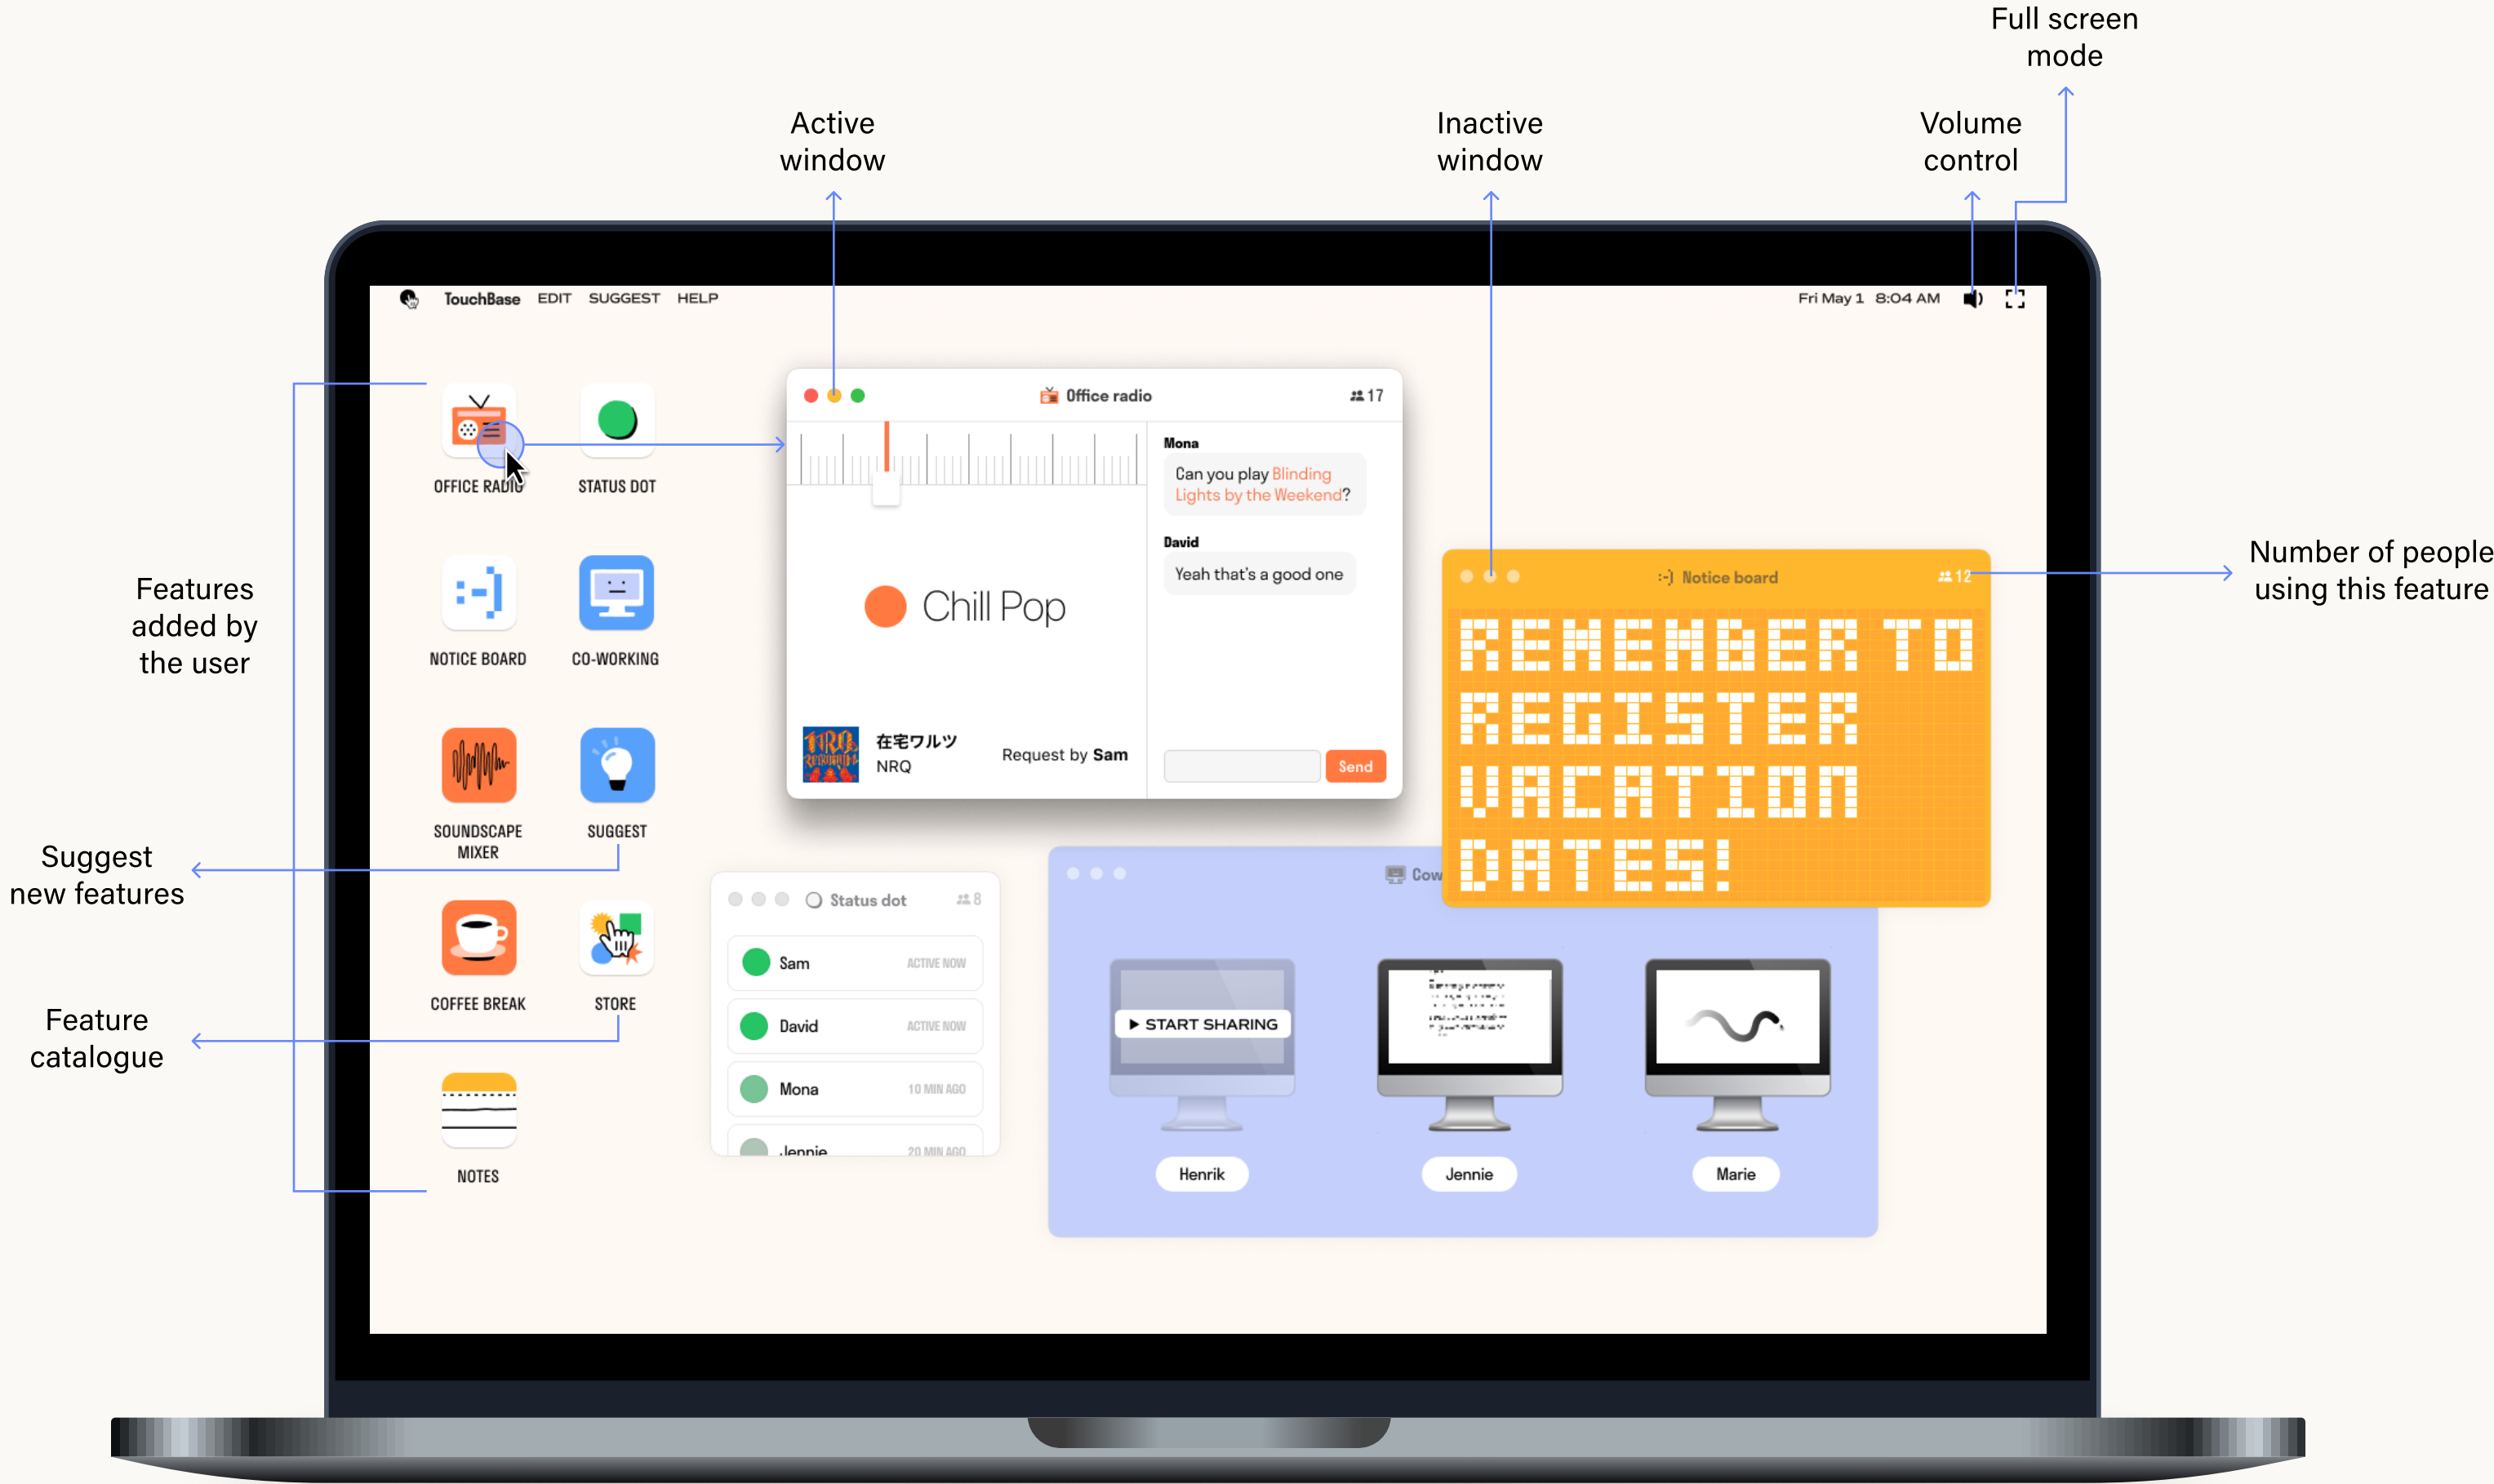 Full screen
mode
Active
window
Inactive
window
Volume
control
TouchBase EDIT SUGGEST HELP
Fri May 1 8:04 AM
OFFICE RADIO
STATUS DOT
NOTICE BOARD
CO-WORKING
SOUNDSCAPE
MIXER
SUGGEST
COFFEE BREAK
STORE
NOTES
Features
added by
the user
Suggest
new features
Feature
catalogue
Office radio
17
Mona
Can you play Blinding
Lights by the Weekend?
David
Yeah that's a good one
Chill Pop
NRQ
在宅ワルツ
NRQ
Request by Sam
Send
:-] Notice board
12
REMEMBER TO
REGISTER
VACATION
DATES!
Number of people
using this feature
Status dot
8
Sam ACTIVE NOW
David ACTIVE NOW
Mona 10 MIN AGO
Jennie 20 MIN AGO
Cow
START SHARING
Henrik
Jennie
Marie